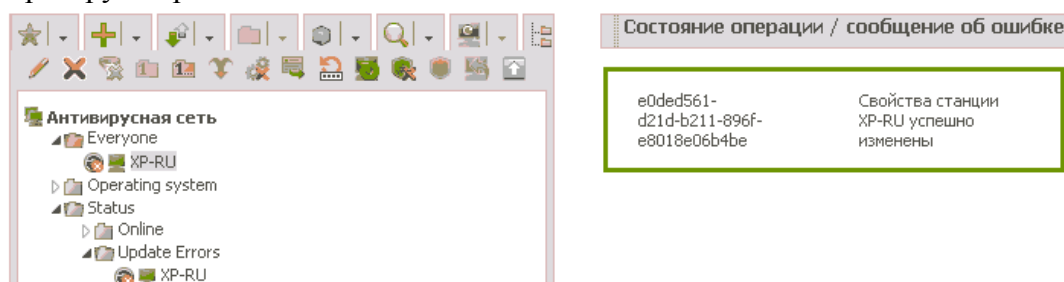 Состояние операции / сообщение об ошибке
Антивирусная сеть
Everyone
XP-RU
Operating system
Status
Online
Update Errors
XP-RU
e0ded561-
d21d-b211-896f-
e8018e06b4be
Свойства станции
XP-RU успешно
изменены